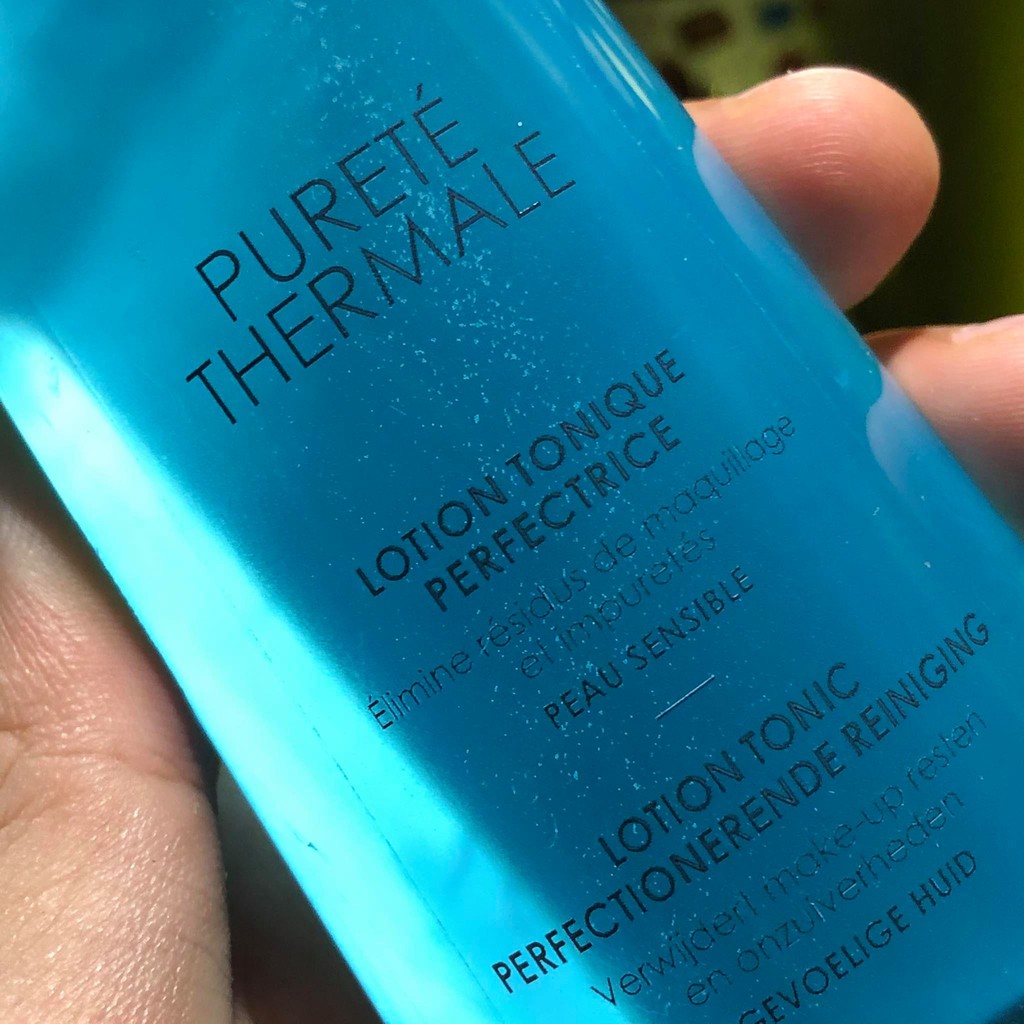 PURETÉ
THERMALE
LOTION TONIQUE
PERFECTRICE
Élimine résidus de maquillage
et impuretés
PEAU SENSIBLE
LOTION TONIC
PERFECTIONERENDE REINIGING
Verwijdert make-up resten
en onzuiverheden
GEVOELIGE HUID